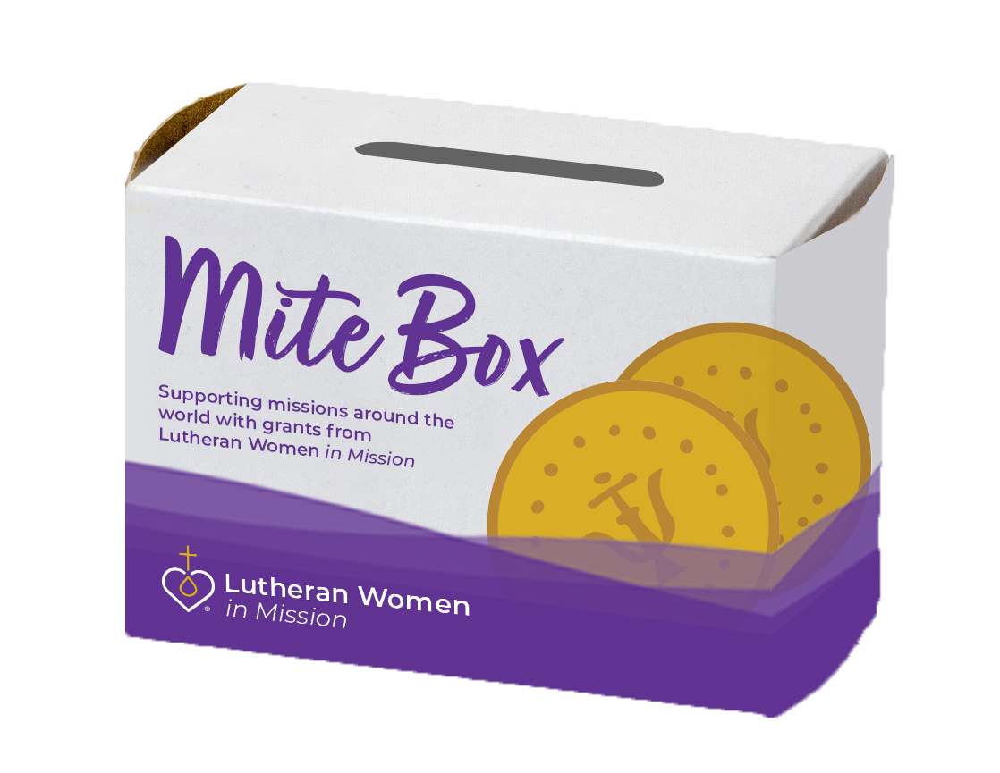 Mite Box
Supporting missions around the
world with grants from
Lutheran Women in Mission
Lutheran Women
in Mission
®